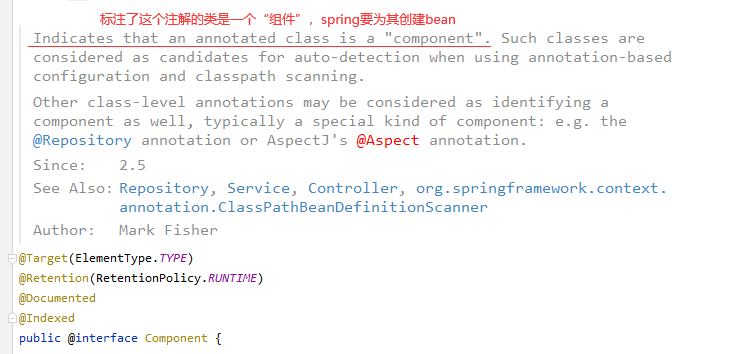 标注了这个注解的类是一个“组件”，spring要为其创建bean
Indicates that an annotated class is a "component". Such classes are
considered as candidates for auto-detection when using annotation-based
configuration and classpath scanning.
Other class-level annotations may be considered as identifying a
component as well, typically a special kind of component: e.g. the
@Repository annotation or AspectJ's @Aspect annotation.
Since: 2.5
See Also: Repository, Service, Controller, org.springframework.context.
annotation.ClassPathBeanDefinitionScanner
Author: Mark Fisher
@Target(ElementType.TYPE)
@Retention(RetentionPolicy.RUNTIME)
@Documented
@Indexed
public @interface Component {